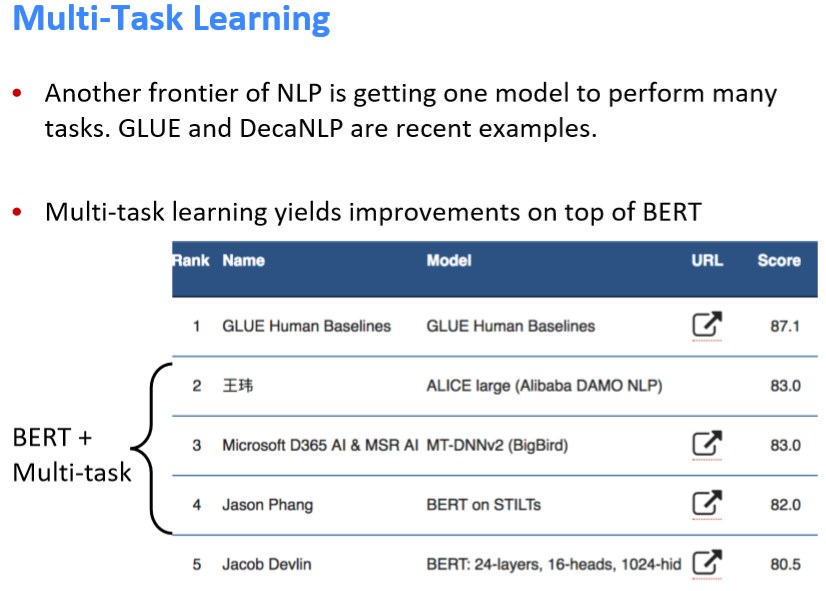 Multi-Task Learning
• Another frontier of NLP is getting one model to perform many
tasks. GLUE and DecaNLP are recent examples.
• Multi-task learning yields improvements on top of BERT
Rank Name Model URL Score
1 GLUE Human Baselines GLUE Human Baselines 87.1
2 王玮 ALICE large (Alibaba DAMO NLP) 83.0
BERT +
Multi-task
3 Microsoft D365 AI & MSR AI MT-DNNv2 (BigBird) 83.0
4 Jason Phang BERT on STILTs 82.0
5 Jacob Devlin BERT: 24-layers, 16-heads, 1024-hid 80.5